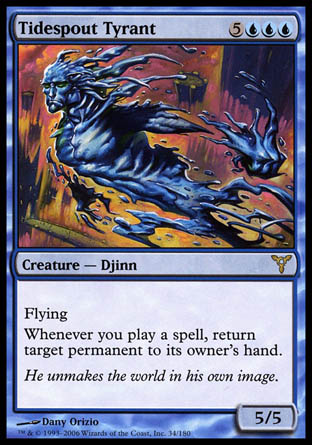 Tidespout Tyrant 5
Creature — Djinn
Flying
Whenever you play a spell, return
target permanent to its owner's hand.
He unmakes the world in his own image.
Dany Orizio
™ & © 1993–2006 Wizards of the Coast, Inc. 34/180
5/5